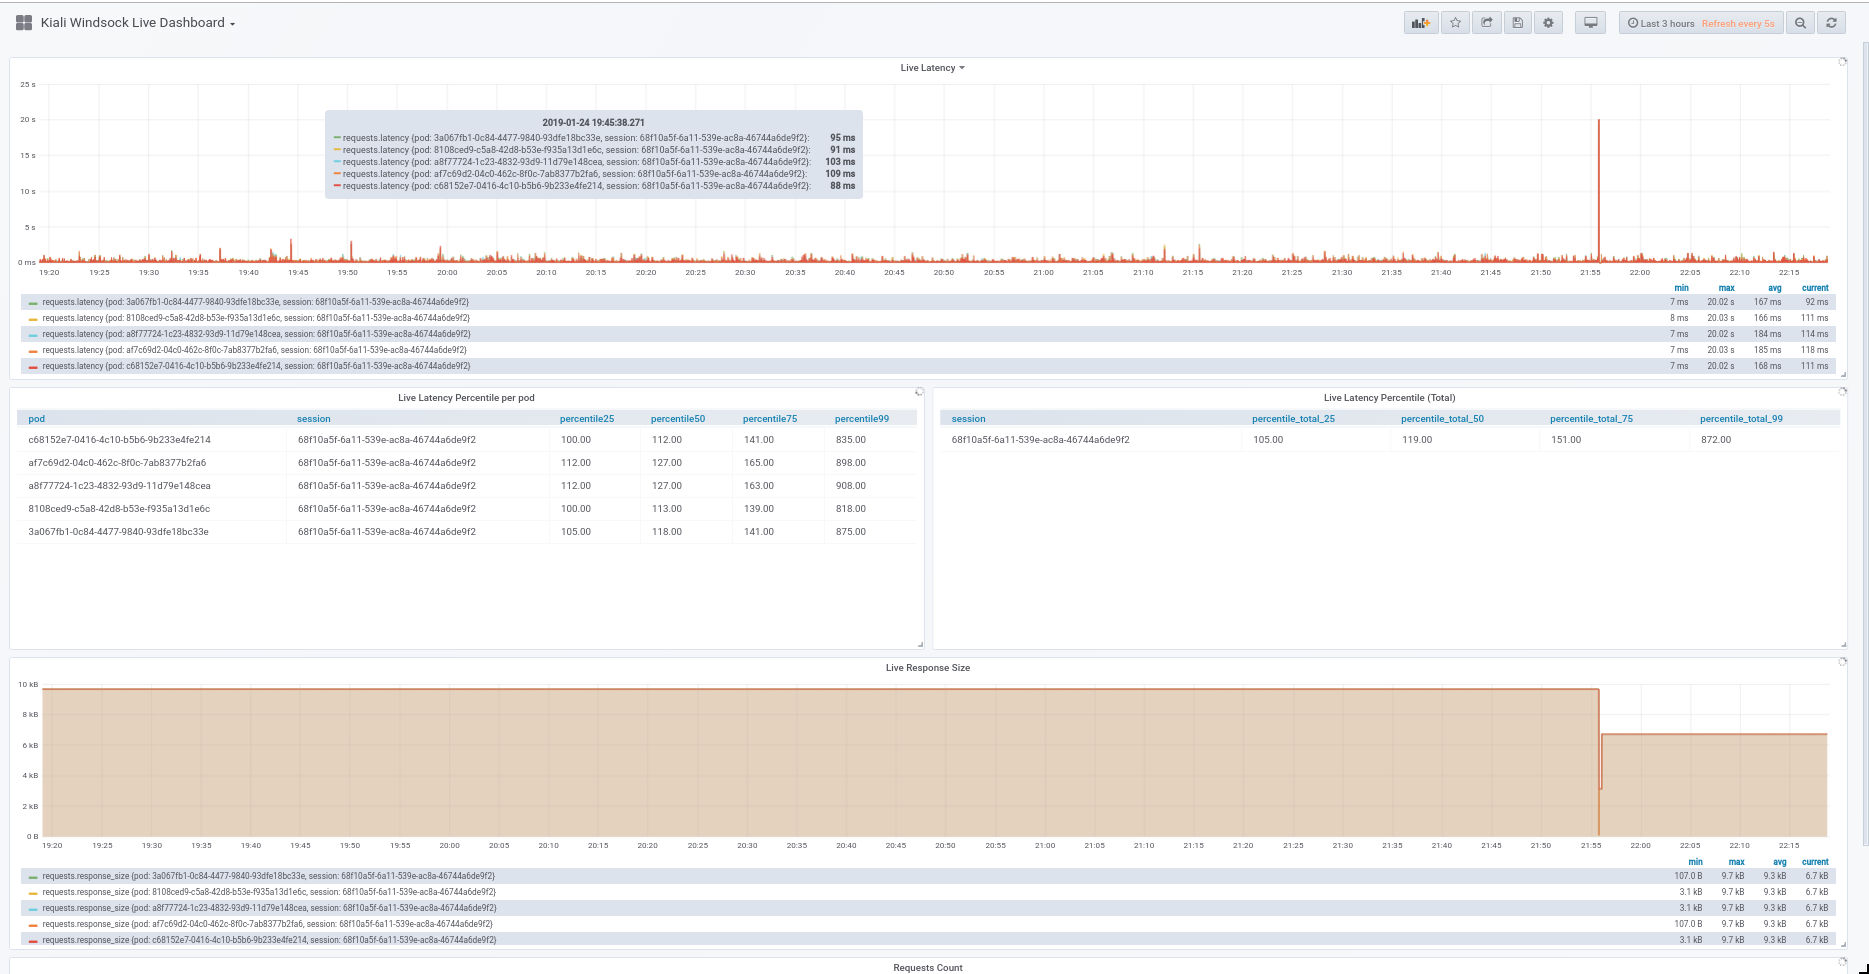 Kiali Windsock Live Dashboard
Last 3 hours Refresh every 5s
Live Latency
25 s
20 s
15 s
10 s
5 s
0 ms
2019-01-24 19:45:38.271
requests.latency {pod: 3a067fb1-0c84-4477-9840-93dfe18bc33e, session: 68f10a5f-6a11-539e-ac8a-46744a6de9f2}: 95 ms
requests.latency {pod: 8108ced9-c5a8-42d8-b53e-f935a13d1e6c, session: 68f10a5f-6a11-539e-ac8a-46744a6de9f2}: 91 ms
requests.latency {pod: a8f77724-1c23-4832-93d9-11d79e148cea, session: 68f10a5f-6a11-539e-ac8a-46744a6de9f2}: 103 ms
requests.latency {pod: af7c69d2-04c0-462c-8f0c-7ab8377b2fa6, session: 68f10a5f-6a11-539e-ac8a-46744a6de9f2}: 109 ms
requests.latency {pod: c68152e7-0416-4c10-b5b6-9b233e4fe214, session: 68f10a5f-6a11-539e-ac8a-46744a6de9f2}: 88 ms
19:20 19:25 19:30 19:35 19:40 19:45 19:50 19:55 20:00 20:05 20:10 20:15 20:20 20:25 20:30 20:35 20:40 20:45 20:50 20:55 21:00 21:05 21:10 21:15 21:20 21:25 21:30 21:35 21:40 21:45 21:50 21:55 22:00 22:05 22:10 22:15
min max avg current
requests.latency {pod: 3a067fb1-0c84-4477-9840-93dfe18bc33e, session: 68f10a5f-6a11-539e-ac8a-46744a6de9f2} 7 ms 20.02 s 167 ms 92 ms
requests.latency {pod: 8108ced9-c5a8-42d8-b53e-f935a13d1e6c, session: 68f10a5f-6a11-539e-ac8a-46744a6de9f2} 8 ms 20.03 s 166 ms 111 ms
requests.latency {pod: a8f77724-1c23-4832-93d9-11d79e148cea, session: 68f10a5f-6a11-539e-ac8a-46744a6de9f2} 7 ms 20.02 s 184 ms 114 ms
requests.latency {pod: af7c69d2-04c0-462c-8f0c-7ab8377b2fa6, session: 68f10a5f-6a11-539e-ac8a-46744a6de9f2} 7 ms 20.03 s 185 ms 118 ms
requests.latency {pod: c68152e7-0416-4c10-b5b6-9b233e4fe214, session: 68f10a5f-6a11-539e-ac8a-46744a6de9f2} 7 ms 20.02 s 168 ms 111 ms
Live Latency Percentile per pod
pod session percentile25 percentile50 percentile75 percentile99
c68152e7-0416-4c10-b5b6-9b233e4fe214 68f10a5f-6a11-539e-ac8a-46744a6de9f2 100.00 112.00 141.00 835.00
af7c69d2-04c0-462c-8f0c-7ab8377b2fa6 68f10a5f-6a11-539e-ac8a-46744a6de9f2 112.00 127.00 165.00 898.00
a8f77724-1c23-4832-93d9-11d79e148cea 68f10a5f-6a11-539e-ac8a-46744a6de9f2 112.00 127.00 163.00 908.00
8108ced9-c5a8-42d8-b53e-f935a13d1e6c 68f10a5f-6a11-539e-ac8a-46744a6de9f2 100.00 113.00 139.00 818.00
3a067fb1-0c84-4477-9840-93dfe18bc33e 68f10a5f-6a11-539e-ac8a-46744a6de9f2 105.00 118.00 141.00 875.00
Live Latency Percentile (Total)
session percentile_total_25 percentile_total_50 percentile_total_75 percentile_total_99
68f10a5f-6a11-539e-ac8a-46744a6de9f2 105.00 119.00 151.00 872.00
Live Response Size
10 kB
8 kB
6 kB
4 kB
2 kB
0 B
19:20 19:25 19:30 19:35 19:40 19:45 19:50 19:55 20:00 20:05 20:10 20:15 20:20 20:25 20:30 20:35 20:40 20:45 20:50 20:55 21:00 21:05 21:10 21:15 21:20 21:25 21:30 21:35 21:40 21:45 21:50 21:55 22:00 22:05 22:10 22:15
min max avg current
requests.response_size {pod: 3a067fb1-0c84-4477-9840-93dfe18bc33e, session: 68f10a5f-6a11-539e-ac8a-46744a6de9f2} 107.0 B 9.7 kB 9.3 kB 6.7 kB
requests.response_size {pod: 8108ced9-c5a8-42d8-b53e-f935a13d1e6c, session: 68f10a5f-6a11-539e-ac8a-46744a6de9f2} 3.1 kB 9.7 kB 9.3 kB 6.7 kB
requests.response_size {pod: a8f77724-1c23-4832-93d9-11d79e148cea, session: 68f10a5f-6a11-539e-ac8a-46744a6de9f2} 3.1 kB 9.7 kB 9.3 kB 6.7 kB
requests.response_size {pod: af7c69d2-04c0-462c-8f0c-7ab8377b2fa6, session: 68f10a5f-6a11-539e-ac8a-46744a6de9f2} 107.0 B 9.7 kB 9.3 kB 6.7 kB
requests.response_size {pod: c68152e7-0416-4c10-b5b6-9b233e4fe214, session: 68f10a5f-6a11-539e-ac8a-46744a6de9f2} 3.1 kB 9.7 kB 9.3 kB 6.7 kB
Requests Count